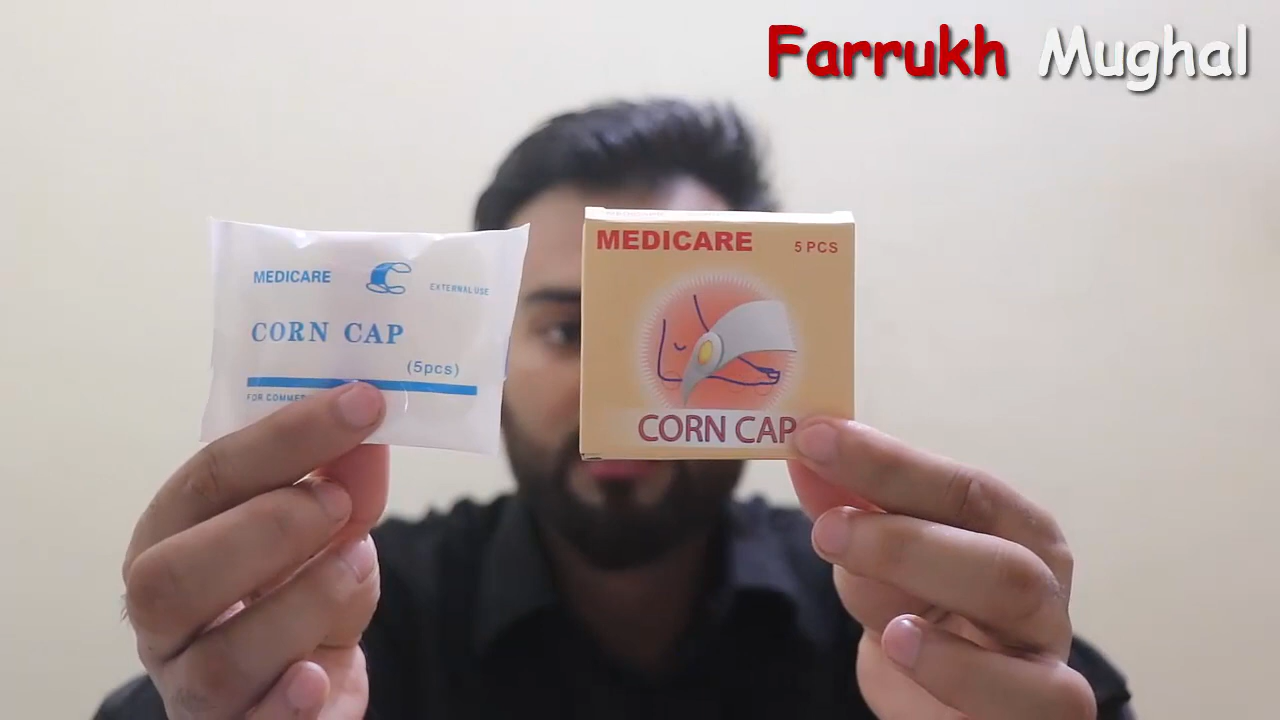 Farrukh Mughal
MEDICARE
EXTERNAL USE
CORN CAP
(5pcs)
MEDICARE 5 PCS
CORN CAP